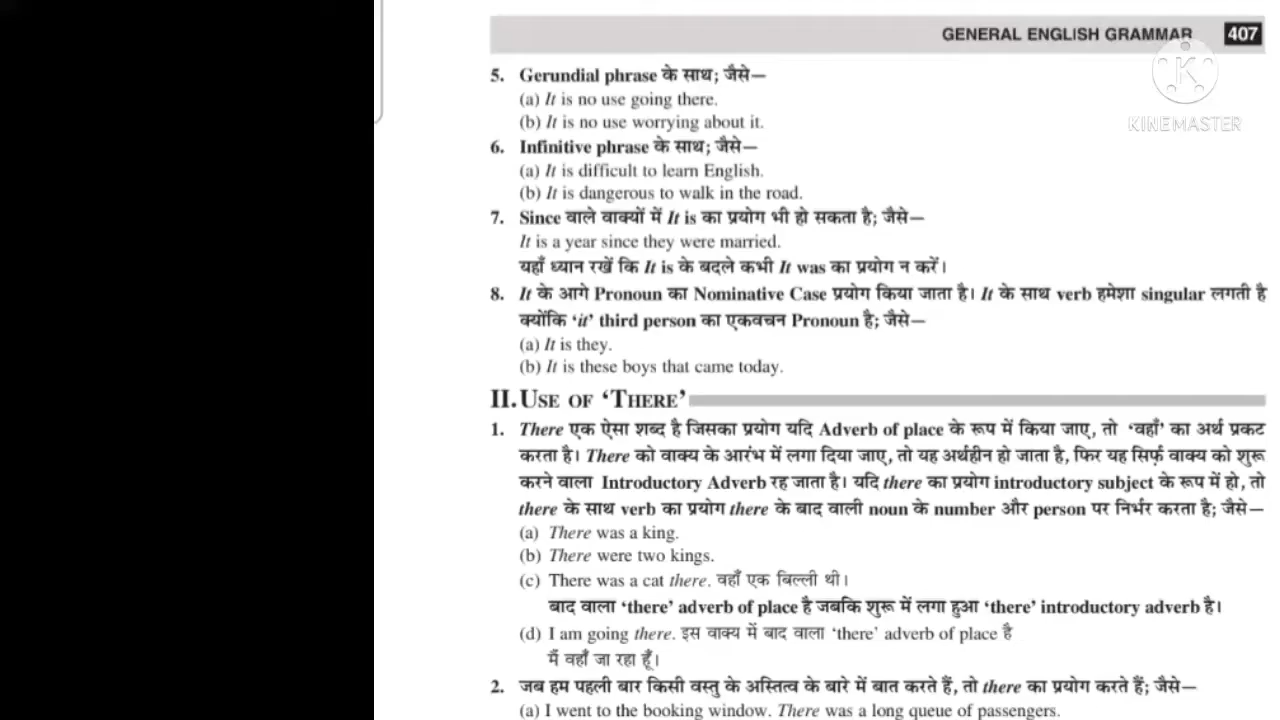 GENERAL ENGLISH GRAMMAR 407
KINEMASTER
5. Gerundial phrase के साथ; जैसे—
(a) It is no use going there.
(b) It is no use worrying about it.
6. Infinitive phrase के साथ; जैसे—
(a) It is difficult to learn English.
(b) It is dangerous to walk in the road.
7. Since वाले वाक्यों में It is का प्रयोग भी हो सकता है; जैसे—
It is a year since they were married.
यहाँ ध्यान रखें कि It is के बदले कभी It was का प्रयोग न करें।
8. It के आगे Pronoun का Nominative Case प्रयोग किया जाता है। It के साथ verb हमेशा singular लगती है
क्योंकि ‘it’ third person का एकवचन Pronoun है; जैसे—
(a) It is they.
(b) It is these boys that came today.
II. USE OF ‘THERE’
1. There एक ऐसा शब्द है जिसका प्रयोग यदि Adverb of place के रूप में किया जाए, तो ‘वहाँ’ का अर्थ प्रकट
करता है। There को वाक्य के आरंभ में लगा दिया जाए, तो यह अर्थहीन हो जाता है, फिर यह सिर्फ़ वाक्य को शुरू
करने वाला Introductory Adverb रह जाता है। यदि there का प्रयोग introductory subject के रूप में हो, तो
there के साथ verb का प्रयोग there के बाद वाली noun के number और person पर निर्भर करता है; जैसे—
(a) There was a king.
(b) There were two kings.
(c) There was a cat there. वहाँ एक बिल्ली थी।
बाद वाला ‘there’ adverb of place है जबकि शुरू में लगा हुआ ‘there’ introductory adverb है।
(d) I am going there. इस वाक्य में बाद वाला ‘there’ adverb of place है
मैं वहाँ जा रहा हूँ।
2. जब हम पहली बार किसी वस्तु के अस्तित्व के बारे में बात करते हैं, तो there का प्रयोग करते हैं; जैसे—
(a) I went to the booking window. There was a long queue of passengers.